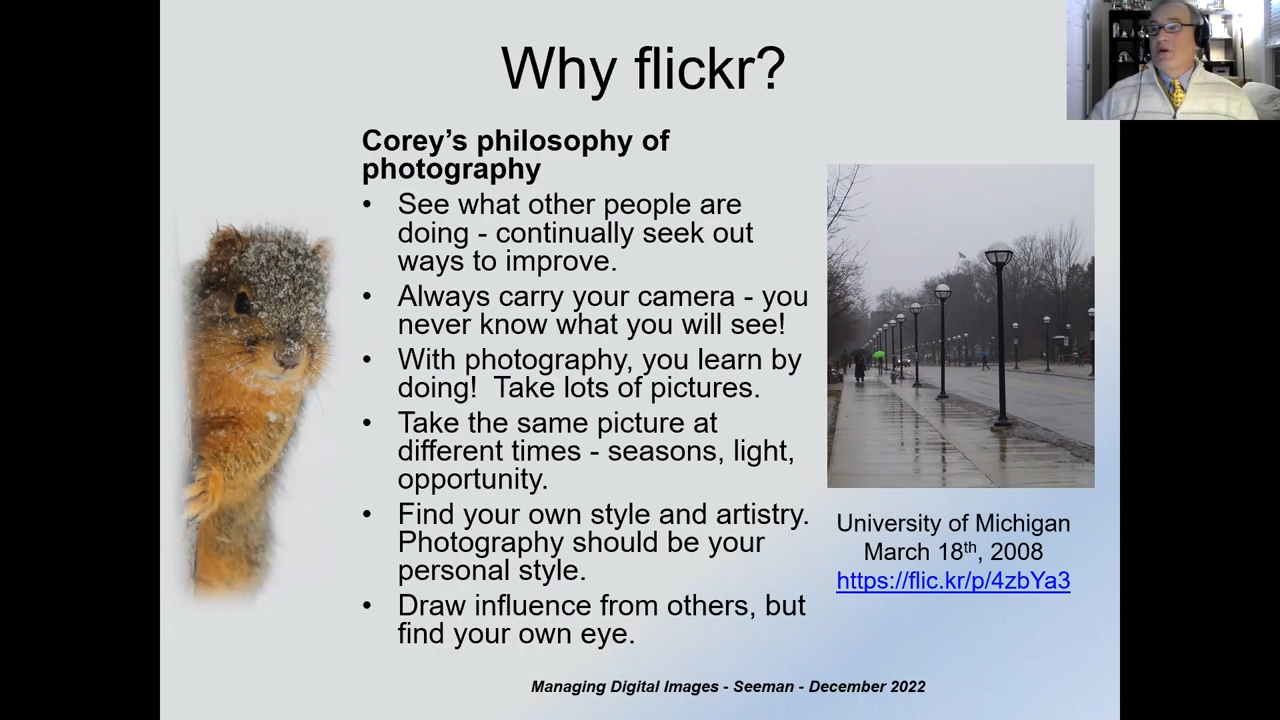 Why flickr?
Corey’s philosophy of
photography
• See what other people are
doing - continually seek out
ways to improve.
• Always carry your camera - you
never know what you will see!
• With photography, you learn by
doing!  Take lots of pictures.
• Take the same picture at
different times - seasons, light,
opportunity.
• Find your own style and artistry.
Photography should be your
personal style.
• Draw influence from others, but
find your own eye.
University of Michigan
March 18th, 2008
https://flic.kr/p/4zbYa3
Managing Digital Images - Seeman - December 2022